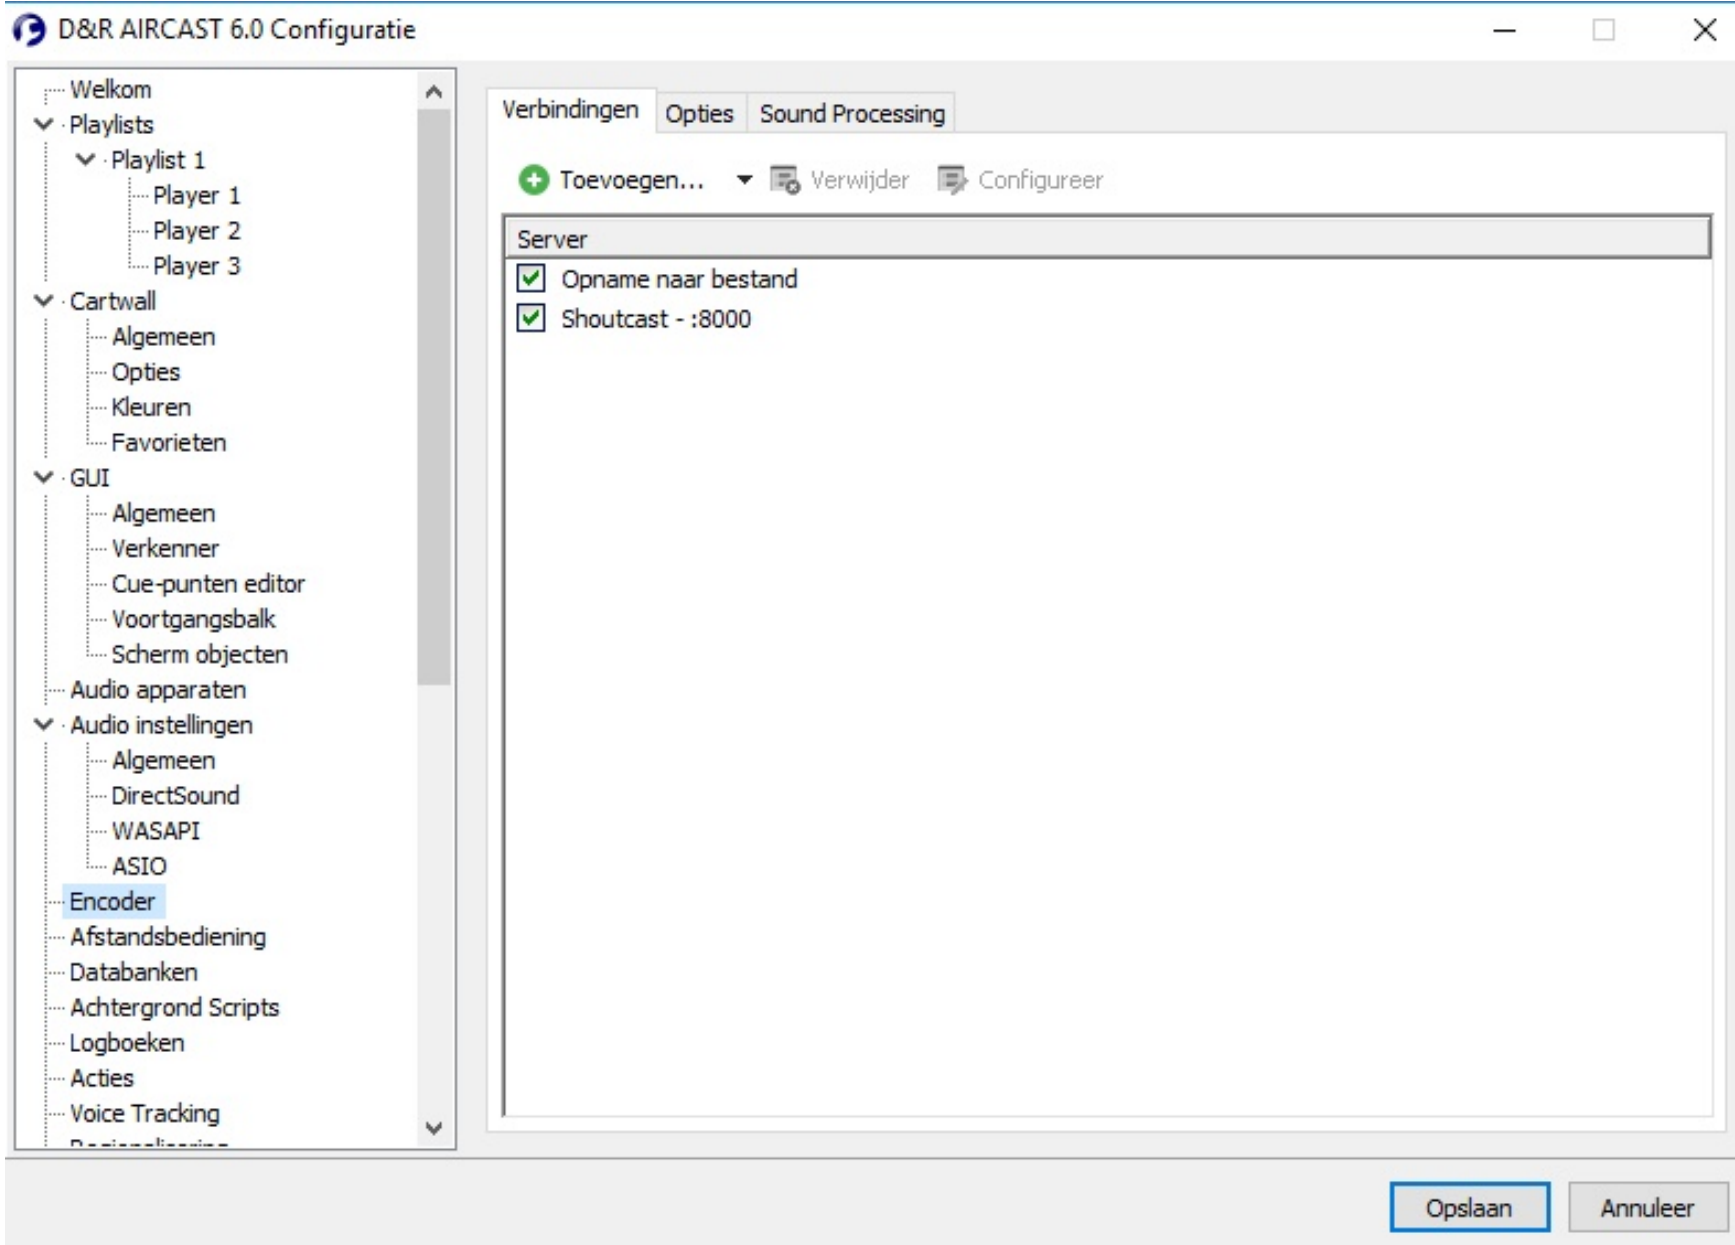 D&R AIRCAST 6.0 Configuratie
Welkom
Playlists
Playlist 1
Player 1
Player 2
Player 3
Cartwall
Algemeen
Opties
Kleuren
Favorieten
GUI
Algemeen
Verkenner
Cue-punten editor
Voortgangsbalk
Scherm objecten
Audio apparaten
Audio instellingen
Algemeen
DirectSound
WASAPI
ASIO
Encoder
Afstandsbediening
Databanken
Achtergrond Scripts
Logboeken
Acties
Voice Tracking
Verbindingen Opties Sound Processing
Toevoegen... Verwijder Configureer
Server
Opname naar bestand
Shoutcast - :8000
Opslaan Annuleer